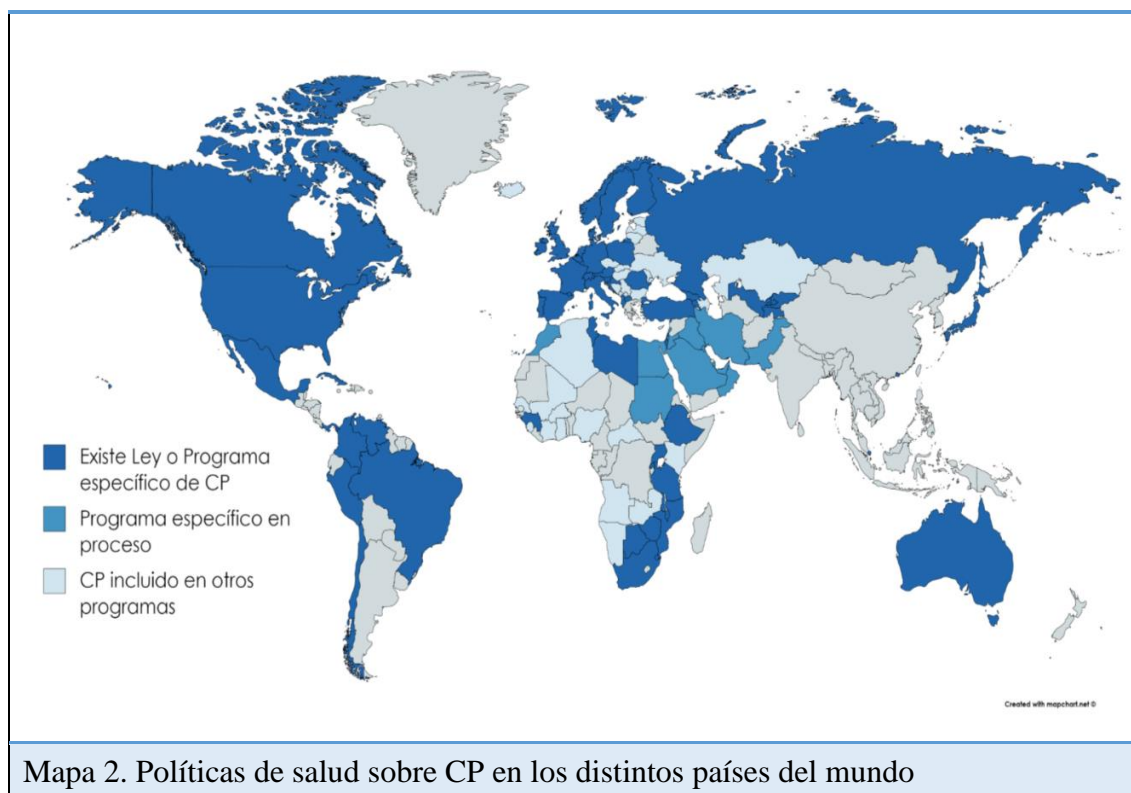 Existe Ley o Programa
específico de CP
Programa específico en
proceso
CP incluido en otros
programas
Created with mapchart.net ©
Mapa 2. Políticas de salud sobre CP en los distintos países del mundo